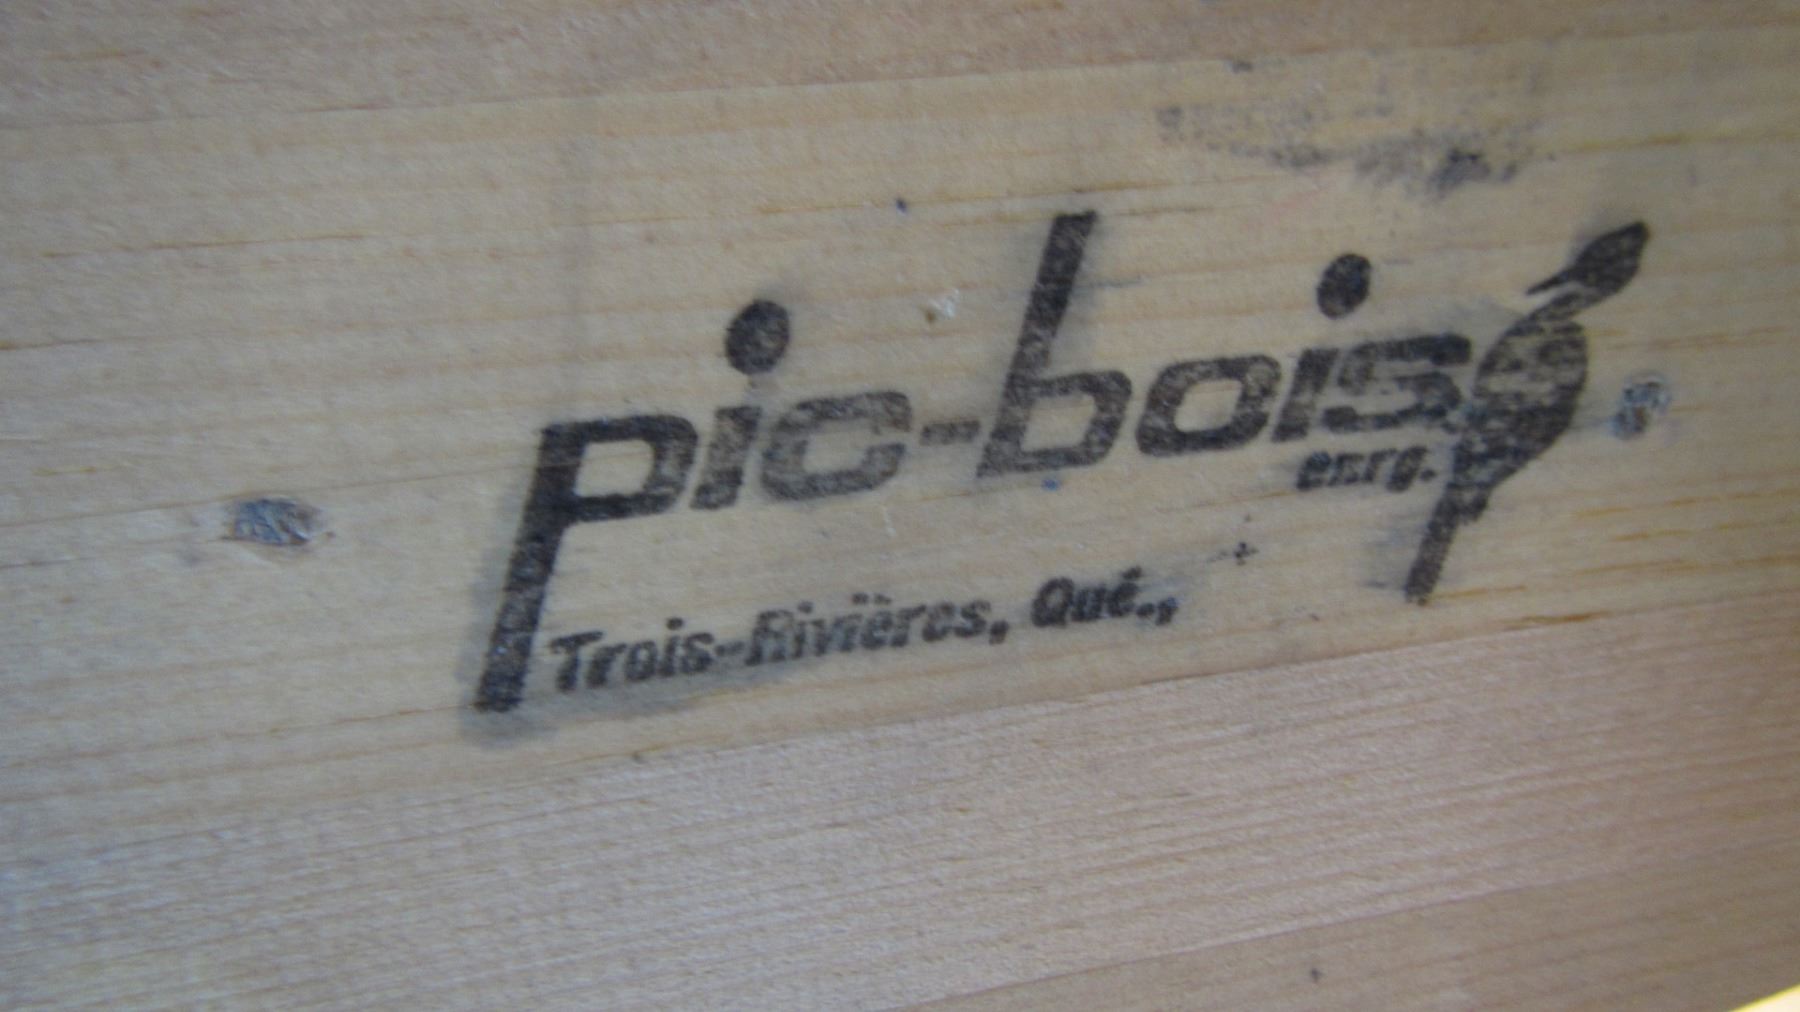 pic-bois
enrg.
Trois-Rivières, Qué.,